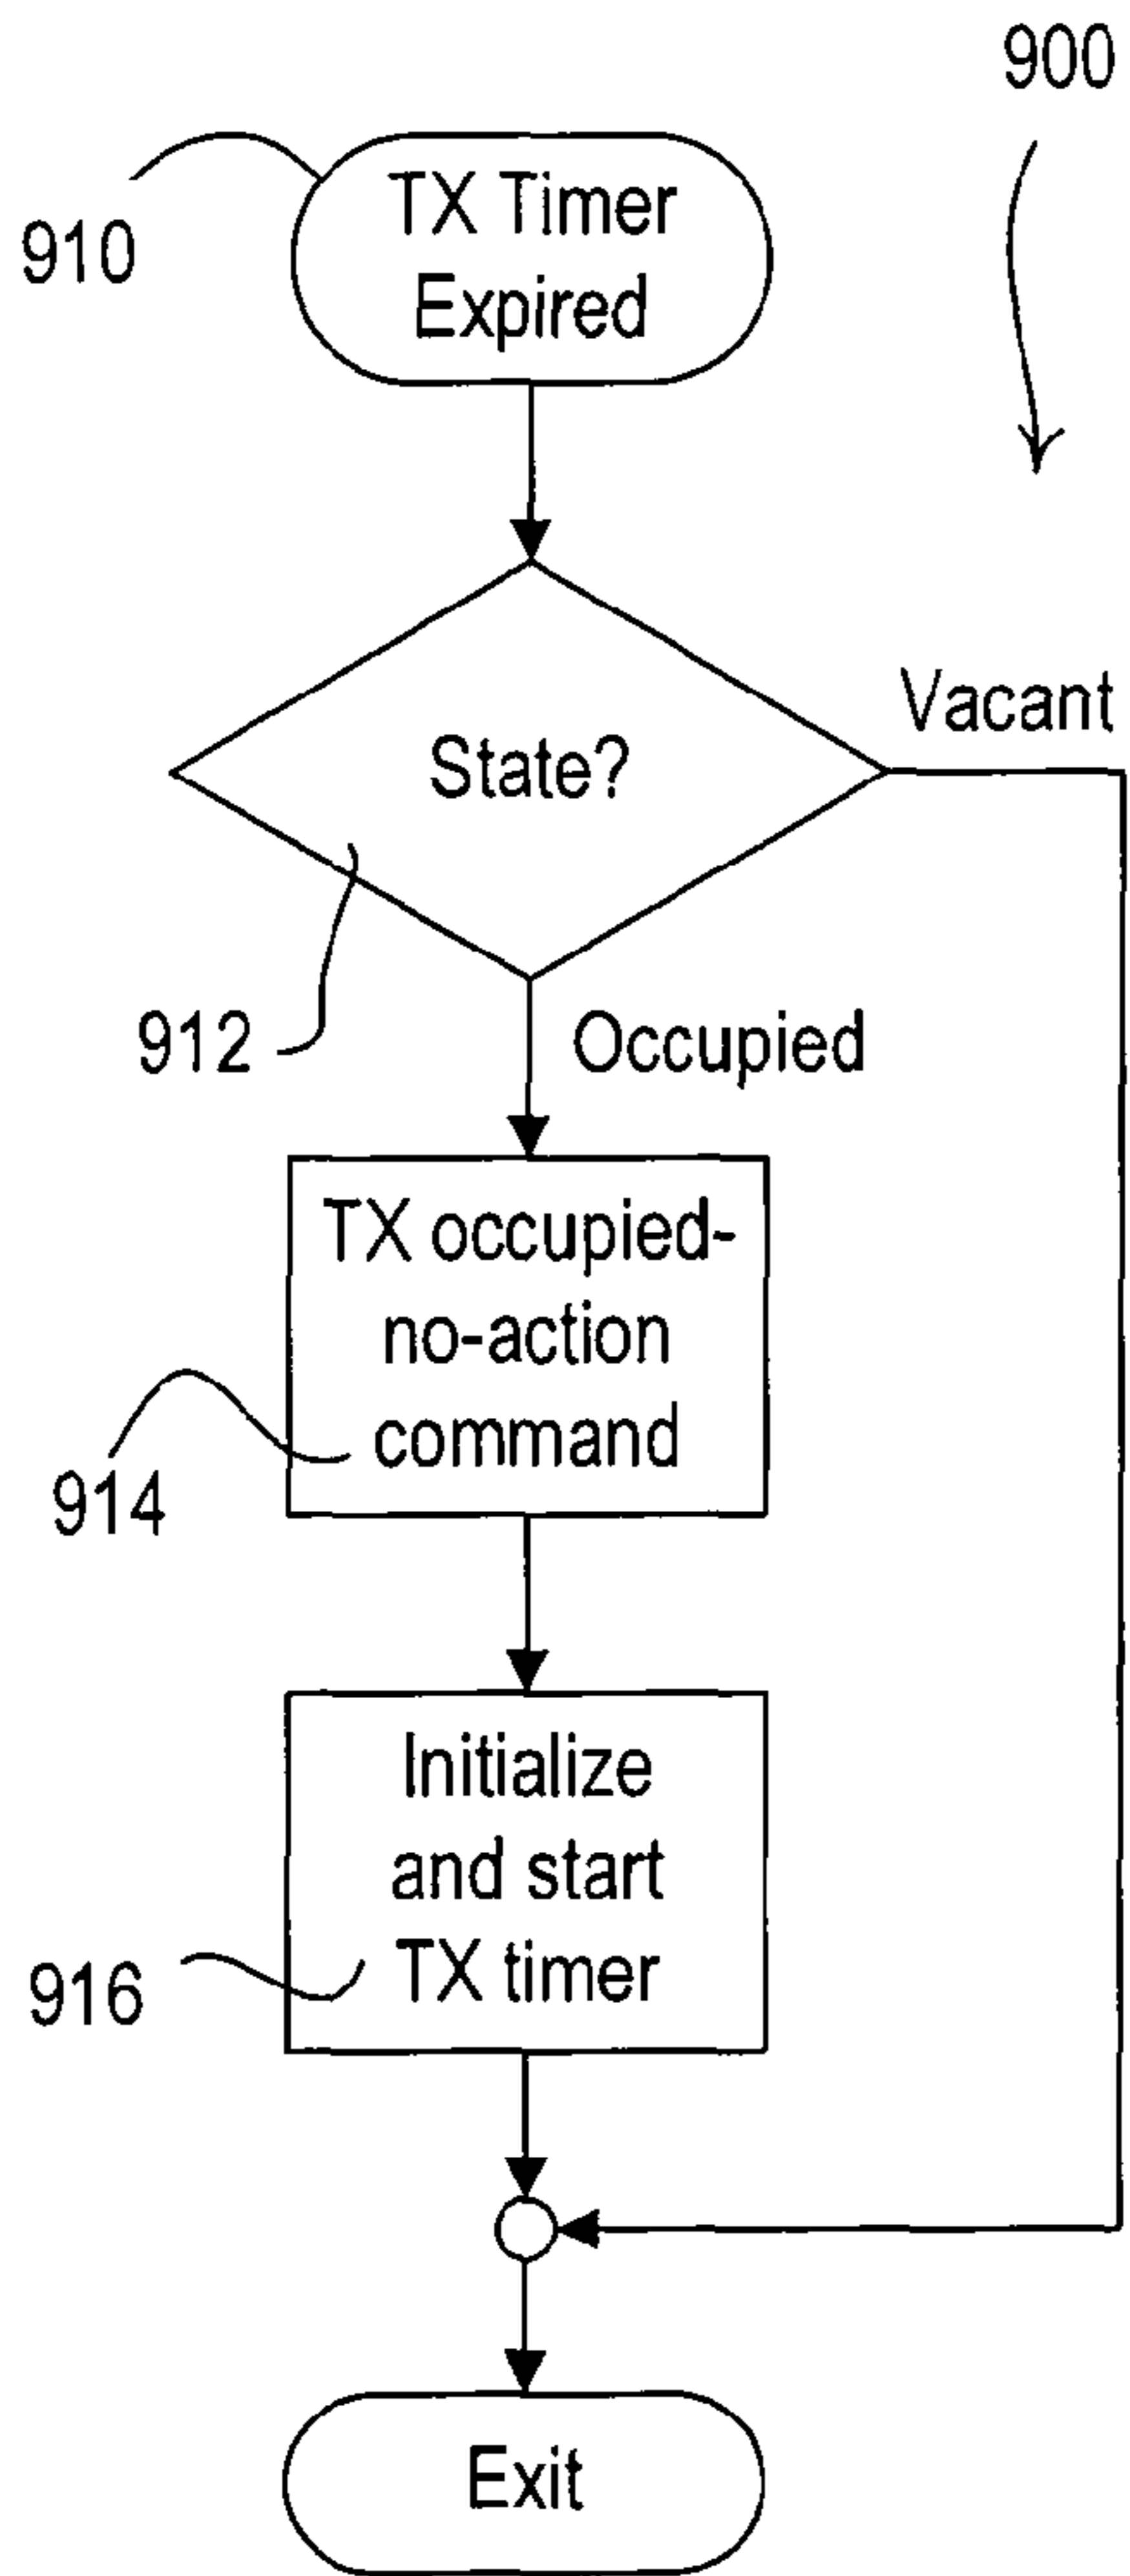 900
TX Timer
Expired
910
State?
Vacant
912
Occupied
TX occupied-
no-action
command
914
Initialize
and start
TX timer
916
Exit